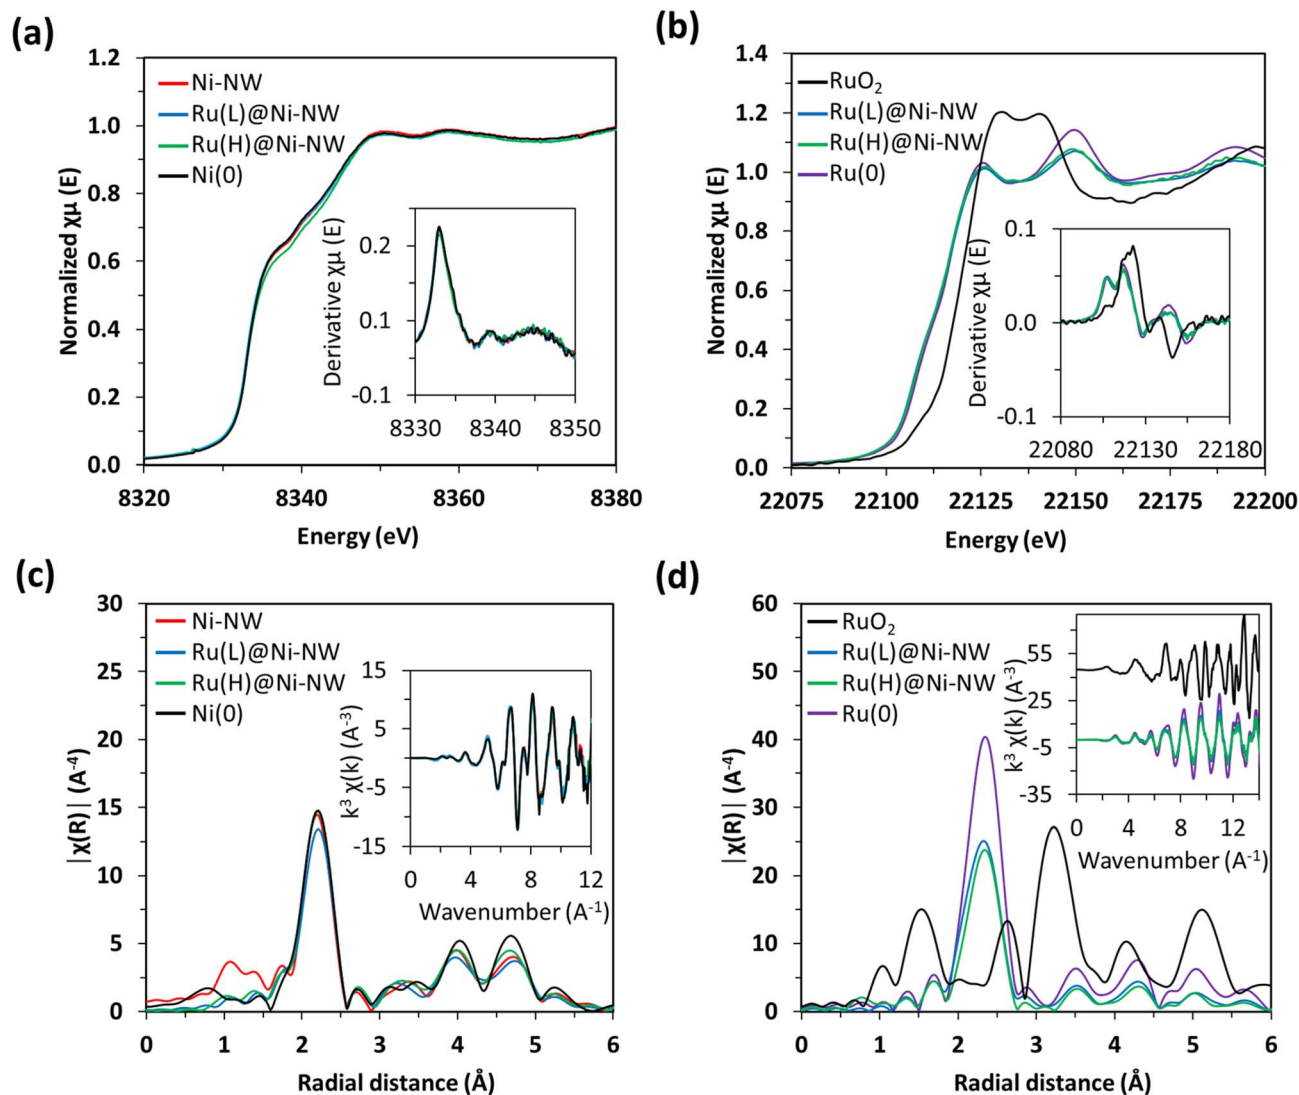 (a)
1.2
1.0
0.8
0.6
0.4
0.2
0.0
Normalized χμ (E)
Ni-NW
Ru(L)@Ni-NW
Ru(H)@Ni-NW
Ni(0)
Derivative χμ (E)
0.2
0.1
-0.1
8330 8340 8350
8320 8340 8360 8380
Energy (eV)
(b)
1.4
1.2
1.0
0.8
0.6
0.4
0.2
0.0
Normalized χμ (E)
RuO₂
Ru(L)@Ni-NW
Ru(H)@Ni-NW
Ru(0)
Derivative χμ (E)
0.1
0.0
-0.1
22080 22130 22180
22075 22100 22125 22150 22175 22200
Energy (eV)
(c)
30
25
20
15
10
5
0
|χ(R)| (A⁻⁴)
Ni-NW
Ru(L)@Ni-NW
Ru(H)@Ni-NW
Ni(0)
k³ χ(k) (A⁻³)
15
5
-5
-15
0 4 8 12
Wavenumber (A⁻¹)
0 1 2 3 4 5 6
Radial distance (Å)
(d)
60
50
40
30
20
10
0
|χ(R)| (A⁻⁴)
RuO₂
Ru(L)@Ni-NW
Ru(H)@Ni-NW
Ru(0)
k³ χ(k) (A⁻³)
55
25
-5
-35
0 4 8 12
Wavenumber (A⁻¹)
0 1 2 3 4 5 6
Radial distance (Å)